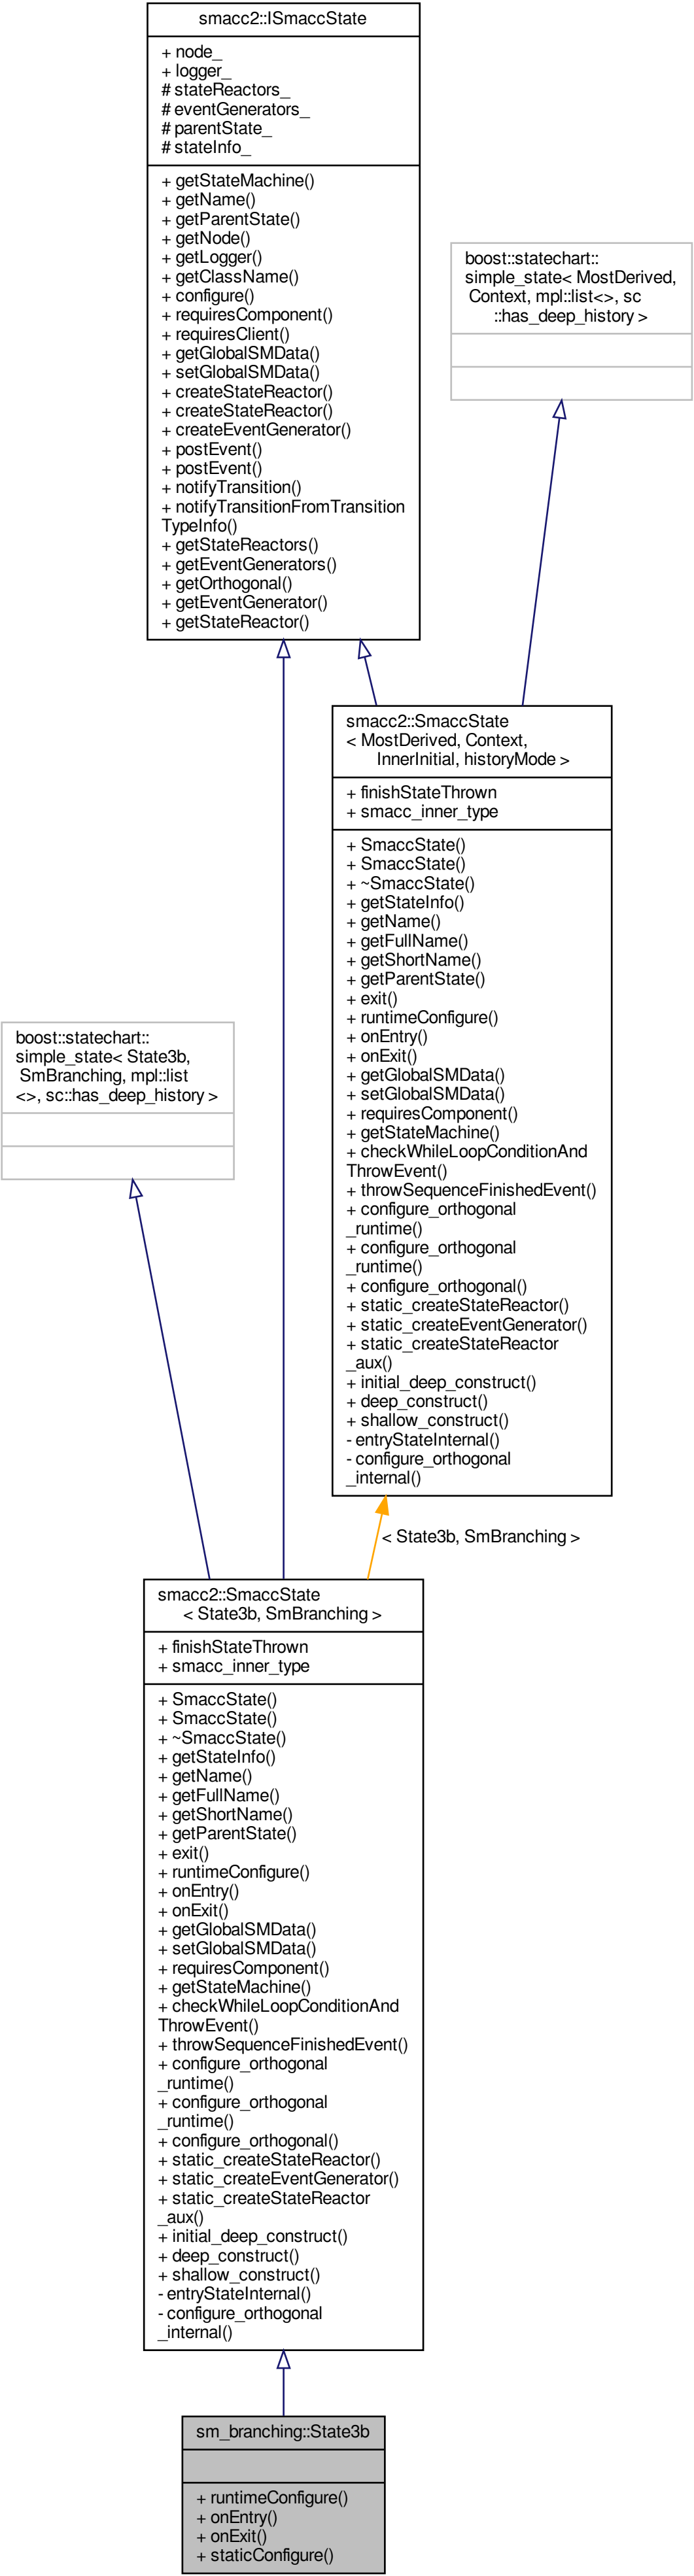 smacc2::ISmaccState
+ node_
+ logger_
# stateReactors_
# eventGenerators_
# parentState_
# stateInfo_
+ getStateMachine()
+ getName()
+ getParentState()
+ getNode()
+ getLogger()
+ getClassName()
+ configure()
+ requiresComponent()
+ requiresClient()
+ getGlobalSMData()
+ setGlobalSMData()
+ createStateReactor()
+ createStateReactor()
+ createEventGenerator()
+ postEvent()
+ postEvent()
+ notifyTransition()
+ notifyTransitionFromTransition
TypeInfo()
+ getStateReactors()
+ getEventGenerators()
+ getOrthogonal()
+ getEventGenerator()
+ getStateReactor()
boost::statechart::
simple_state< MostDerived,
Context, mpl::list<>, sc
::has_deep_history >
smacc2::SmaccState
< MostDerived, Context,
InnerInitial, historyMode >
+ finishStateThrown
+ smacc_inner_type
+ SmaccState()
+ SmaccState()
+ ~SmaccState()
+ getStateInfo()
+ getName()
+ getFullName()
+ getShortName()
+ getParentState()
+ exit()
+ runtimeConfigure()
+ onEntry()
+ onExit()
+ getGlobalSMData()
+ setGlobalSMData()
+ requiresComponent()
+ getStateMachine()
+ checkWhileLoopConditionAnd
ThrowEvent()
+ throwSequenceFinishedEvent()
+ configure_orthogonal
_runtime()
+ configure_orthogonal
_runtime()
+ configure_orthogonal()
+ static_createStateReactor()
+ static_createEventGenerator()
+ static_createStateReactor
_aux()
+ initial_deep_construct()
+ deep_construct()
+ shallow_construct()
- entryStateInternal()
- configure_orthogonal
_internal()
boost::statechart::
simple_state< State3b,
SmBranching, mpl::list
<>, sc::has_deep_history >
< State3b, SmBranching >
smacc2::SmaccState
< State3b, SmBranching >
+ finishStateThrown
+ smacc_inner_type
+ SmaccState()
+ SmaccState()
+ ~SmaccState()
+ getStateInfo()
+ getName()
+ getFullName()
+ getShortName()
+ getParentState()
+ exit()
+ runtimeConfigure()
+ onEntry()
+ onExit()
+ getGlobalSMData()
+ setGlobalSMData()
+ requiresComponent()
+ getStateMachine()
+ checkWhileLoopConditionAnd
ThrowEvent()
+ throwSequenceFinishedEvent()
+ configure_orthogonal
_runtime()
+ configure_orthogonal
_runtime()
+ configure_orthogonal()
+ static_createStateReactor()
+ static_createEventGenerator()
+ static_createStateReactor
_aux()
+ initial_deep_construct()
+ deep_construct()
+ shallow_construct()
- entryStateInternal()
- configure_orthogonal
_internal()
sm_branching::State3b
+ runtimeConfigure()
+ onEntry()
+ onExit()
+ staticConfigure()